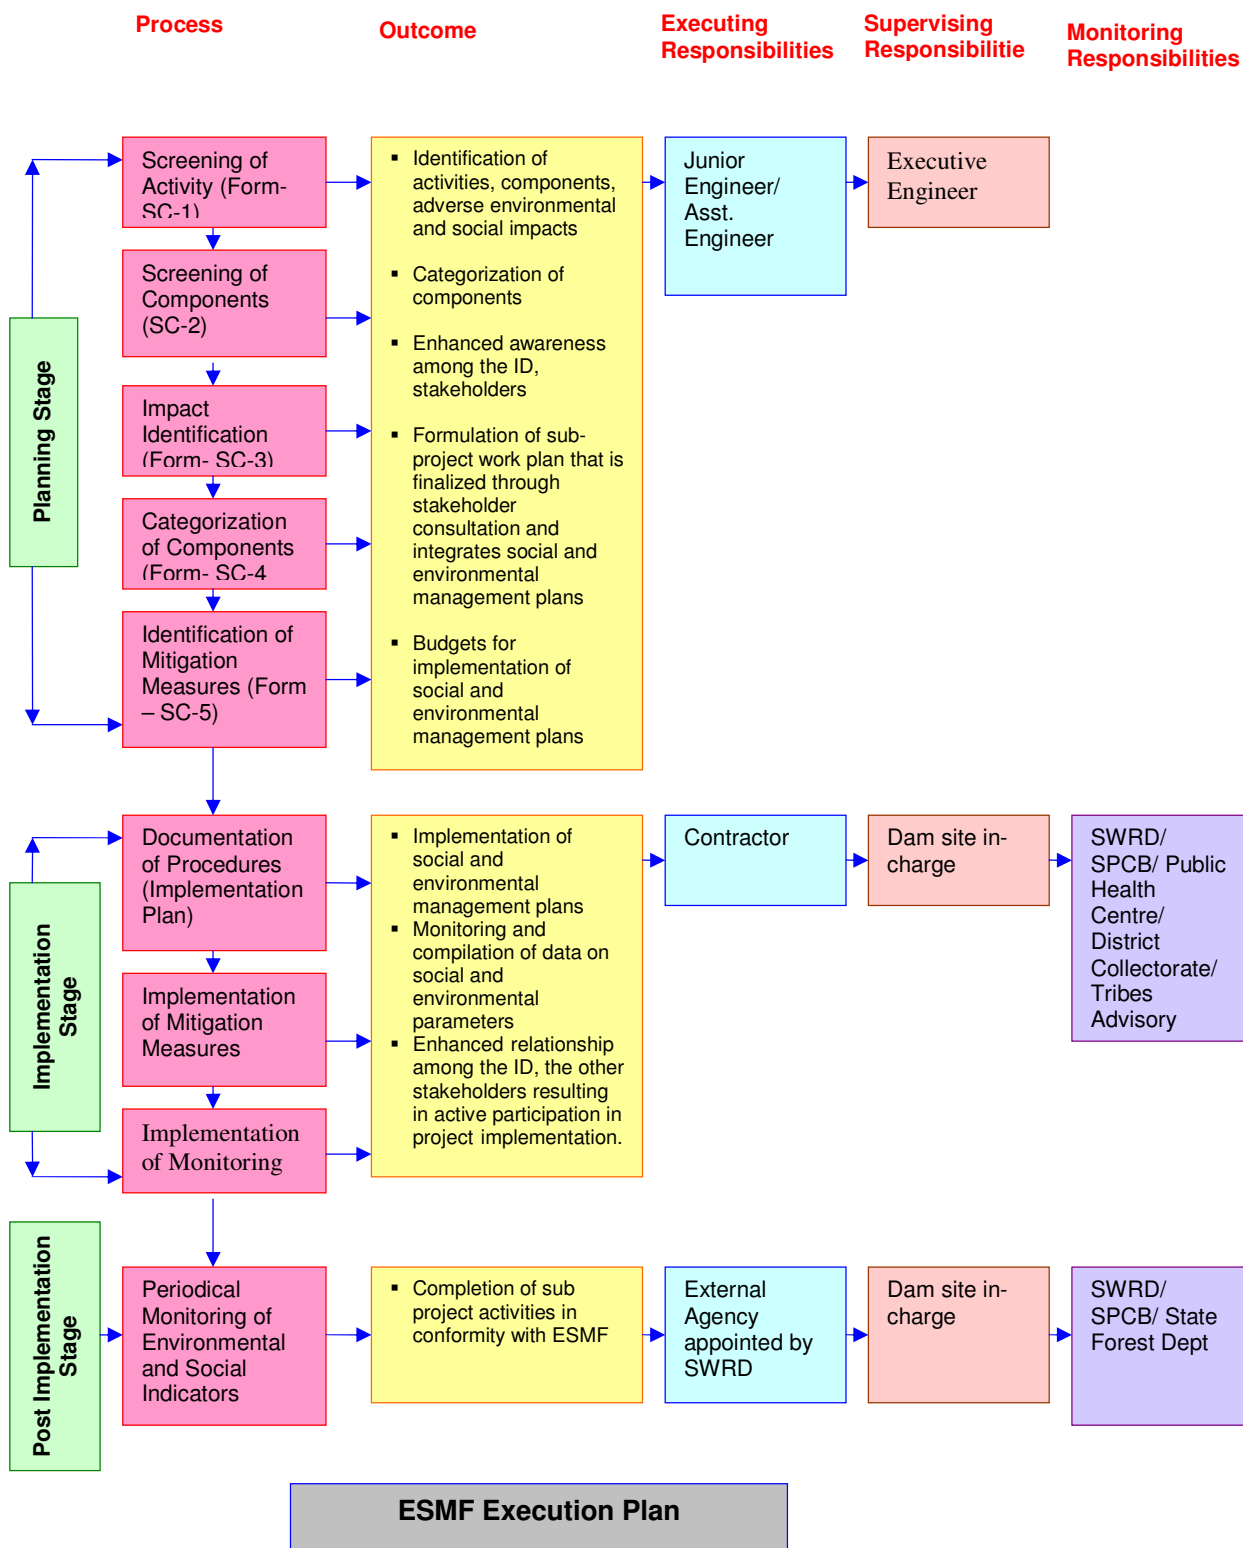 Process
Outcome
Executing
Responsibilities
Supervising
Responsibilitie
Monitoring
Responsibilities
Planning Stage
Screening of
Activity (Form-
SC-1)
Screening of
Components
(SC-2)
Impact
Identification
(Form- SC-3)
Categorization
of Components
(Form- SC-4
Identification of
Mitigation
Measures (Form
– SC-5)
▪ Identification of
activities, components,
adverse environmental
and social impacts
▪ Categorization of
components
▪ Enhanced awareness
among the ID,
stakeholders
▪ Formulation of sub-
project work plan that is
finalized through
stakeholder
consultation and
integrates social and
environmental
management plans
▪ Budgets for
implementation of
social and
environmental
management plans
Junior
Engineer/
Asst.
Engineer
Executive
Engineer
Implementation
Stage
Documentation
of Procedures
(Implementation
Plan)
Implementation
of Mitigation
Measures
Implementation
of Monitoring
▪ Implementation of
social and
environmental
management plans
▪ Monitoring and
compilation of data on
social and
environmental
parameters
▪ Enhanced relationship
among the ID, the other
stakeholders resulting
in active participation in
project implementation.
Contractor
Dam site in-
charge
SWRD/
SPCB/ Public
Health
Centre/
District
Collectorate/
Tribes
Advisory
Post Implementation
Stage
Periodical
Monitoring of
Environmental
and Social
Indicators
▪ Completion of sub
project activities in
conformity with ESMF
External
Agency
appointed by
SWRD
Dam site in-
charge
SWRD/
SPCB/ State
Forest Dept
ESMF Execution Plan